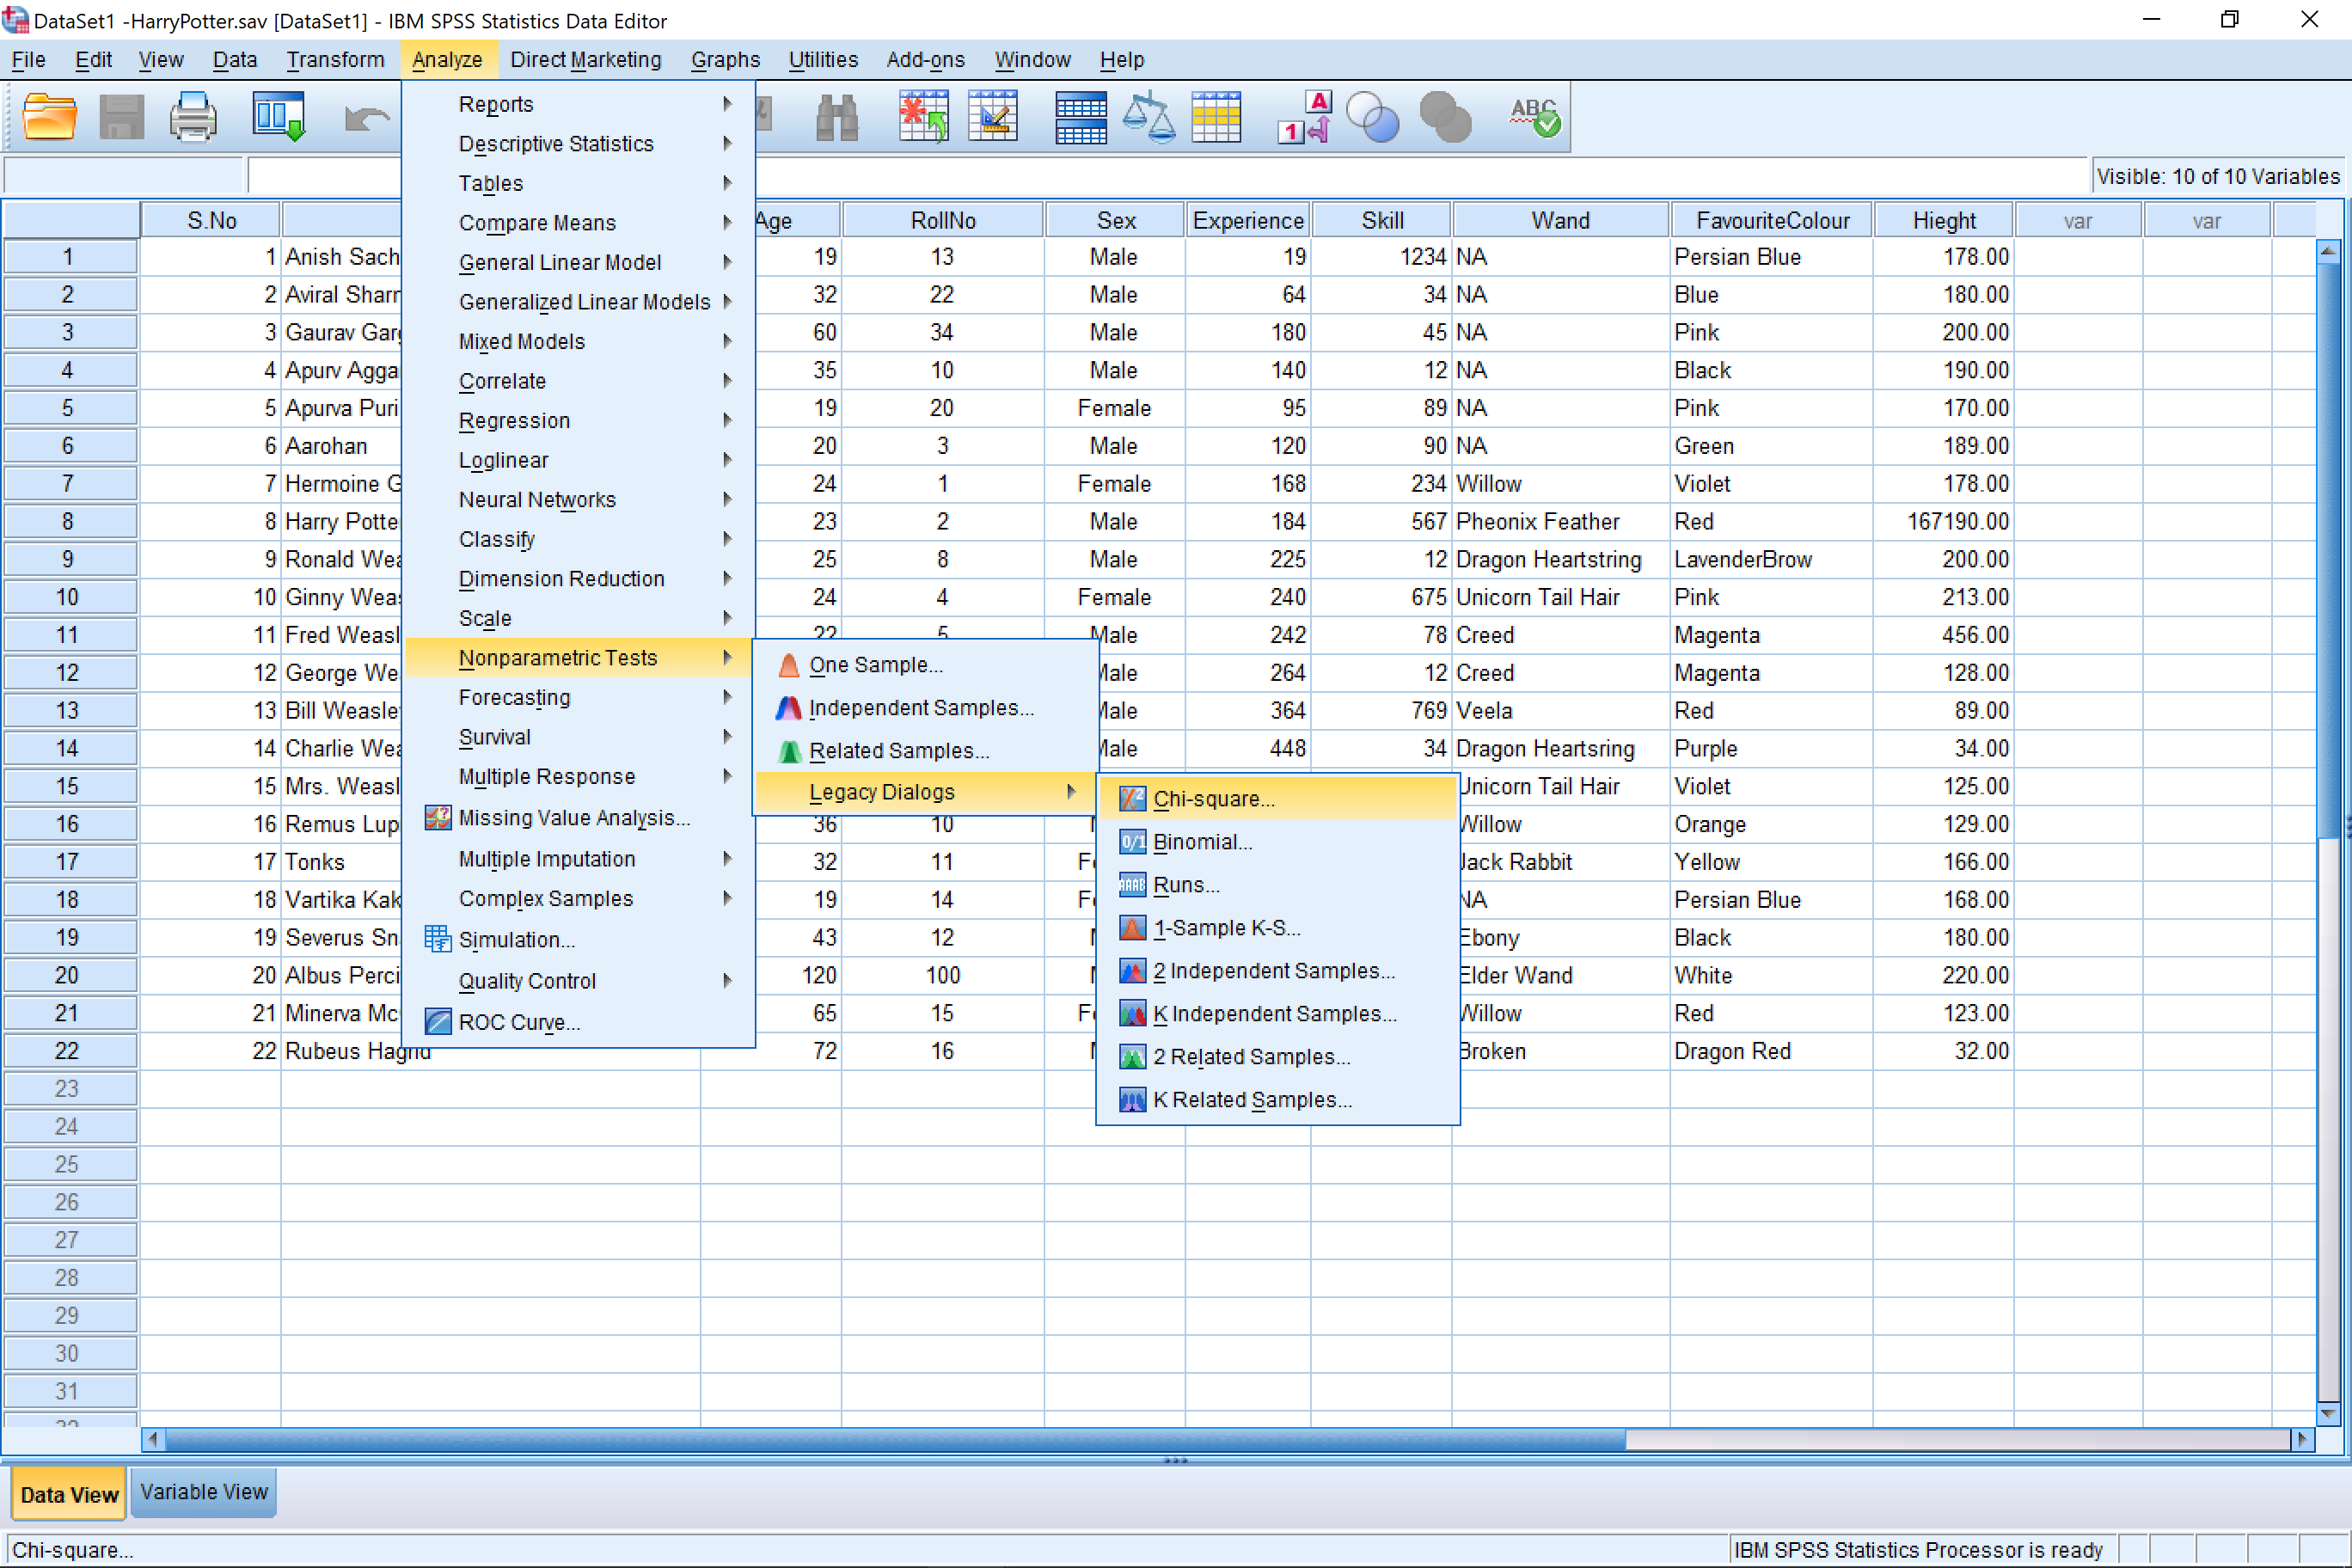 DataSet1 -HarryPotter.sav [DataSet1] - IBM SPSS Statistics Data Editor
File Edit View Data Transform Analyze Direct Marketing Graphs Utilities Add-ons Window Help
A 1 ABC
Visible: 10 of 10 Variables
S.No Age RollNo Sex Experience Skill Wand FavouriteColour Hieght var var
1 1 Anish Sach 19 13 Male 19 1234 NA Persian Blue 178.00
2 2 Aviral Sharr 32 22 Male 64 34 NA Blue 180.00
3 3 Gaurav Garg 60 34 Male 180 45 NA Pink 200.00
4 4 Apurv Agga 35 10 Male 140 12 NA Black 190.00
5 5 Apurva Puri 19 20 Female 95 89 NA Pink 170.00
6 6 Aarohan 20 3 Male 120 90 NA Green 189.00
7 7 Hermoine G 24 1 Female 168 234 Willow Violet 178.00
8 8 Harry Potte 23 2 Male 184 567 Pheonix Feather Red 167190.00
9 9 Ronald Wea 25 8 Male 225 12 Dragon Heartstring LavenderBrow 200.00
10 10 Ginny Weas 24 4 Female 240 675 Unicorn Tail Hair Pink 213.00
11 11 Fred Weasl 22 5 Male 242 78 Creed Magenta 456.00
12 12 George We Male 264 12 Creed Magenta 128.00
13 13 Bill Weasle Male 364 769 Veela Red 89.00
14 14 Charlie Wea Male 448 34 Dragon Heartsring Purple 34.00
15 15 Mrs. Weasl Unicorn Tail Hair Violet 125.00
16 16 Remus Lup 36 10 Willow Orange 129.00
17 17 Tonks 32 11 Jack Rabbit Yellow 166.00
18 18 Vartika Kak 19 14 NA Persian Blue 168.00
19 19 Severus Sn 43 12 Ebony Black 180.00
20 20 Albus Perci 120 100 Elder Wand White 220.00
21 21 Minerva Mc 65 15 Willow Red 123.00
22 22 Rubeus Hagrid 72 16 Broken Dragon Red 32.00
23
24
25
26
27
28
29
30
31
32
Reports
Descriptive Statistics
Tables
Compare Means
General Linear Model
Generalized Linear Models
Mixed Models
Correlate
Regression
Loglinear
Neural Networks
Classify
Dimension Reduction
Scale
Nonparametric Tests
Forecasting
Survival
Multiple Response
Missing Value Analysis...
Multiple Imputation
Complex Samples
Simulation...
Quality Control
ROC Curve...
One Sample...
Independent Samples...
Related Samples...
Legacy Dialogs
Chi-square...
Binomial...
Runs...
1-Sample K-S...
2 Independent Samples...
K Independent Samples...
2 Related Samples...
K Related Samples...
Data View Variable View
Chi-square... IBM SPSS Statistics Processor is ready